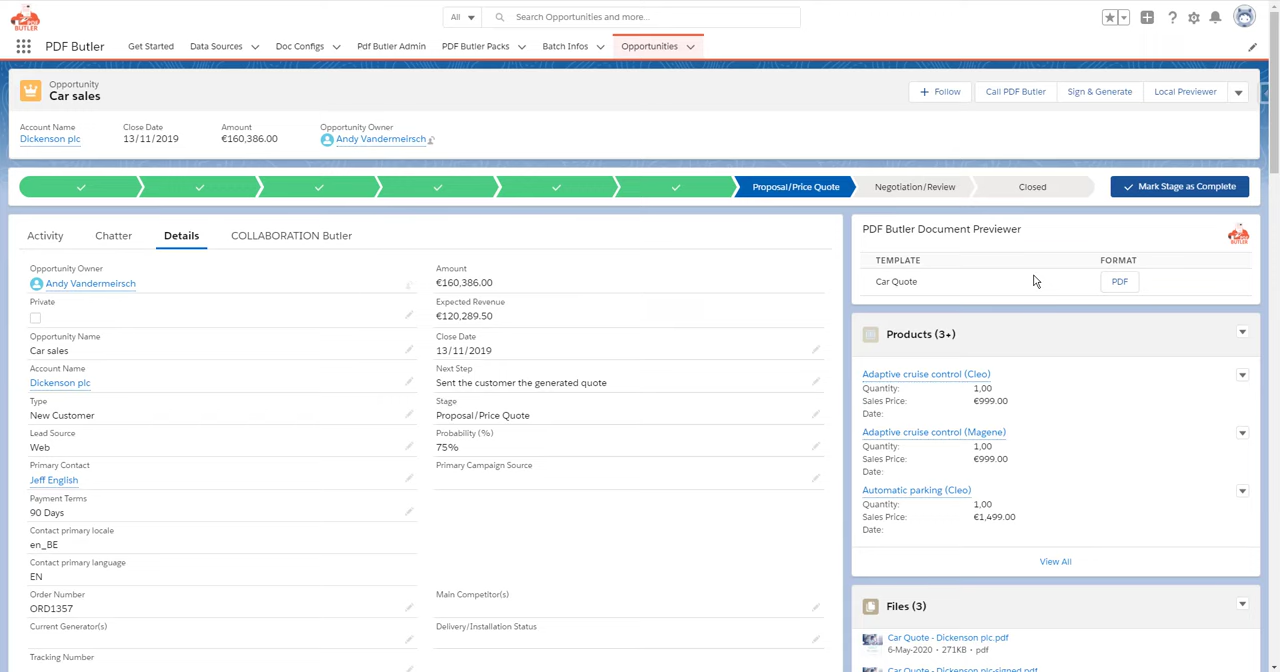 BUTLER
All
Search Opportunities and more...
PDF Butler
Get Started
Data Sources
Doc Configs
Pdf Butler Admin
PDF Butler Packs
Batch Infos
Opportunities
Opportunity
Car sales
Follow
Call PDF Butler
Sign & Generate
Local Previewer
Account Name
Close Date
Amount
Opportunity Owner
Dickenson plc
13/11/2019
€160,386.00
Andy Vandermeirsch
Proposal/Price Quote
Negotiation/Review
Closed
Mark Stage as Complete
Activity
Chatter
Details
COLLABORATION Butler
Opportunity Owner
Andy Vandermeirsch
Private
Opportunity Name
Car sales
Account Name
Dickenson plc
Type
New Customer
Lead Source
Web
Primary Contact
Jeff English
Payment Terms
90 Days
Contact primary locale
en_BE
Contact primary language
EN
Order Number
ORD1357
Current Generator(s)
Tracking Number
Amount
€160,386.00
Expected Revenue
€120,289.50
Close Date
13/11/2019
Next Step
Sent the customer the generated quote
Stage
Proposal/Price Quote
Probability (%)
75%
Primary Campaign Source
Main Competitor(s)
Delivery/Installation Status
PDF Butler Document Previewer
BUTLER
TEMPLATE
FORMAT
Car Quote
PDF
Products (3+)
Adaptive cruise control (Cleo)
Quantity: 1,00
Sales Price: €999.00
Date:
Adaptive cruise control (Magene)
Quantity: 1,00
Sales Price: €999.00
Date:
Automatic parking (Cleo)
Quantity: 1,00
Sales Price: €1,499.00
Date:
View All
Files (3)
Car Quote - Dickenson plc.pdf
6-May-2020 • 271KB • pdf
Car Quote - Dickenson plc-signed.pdf